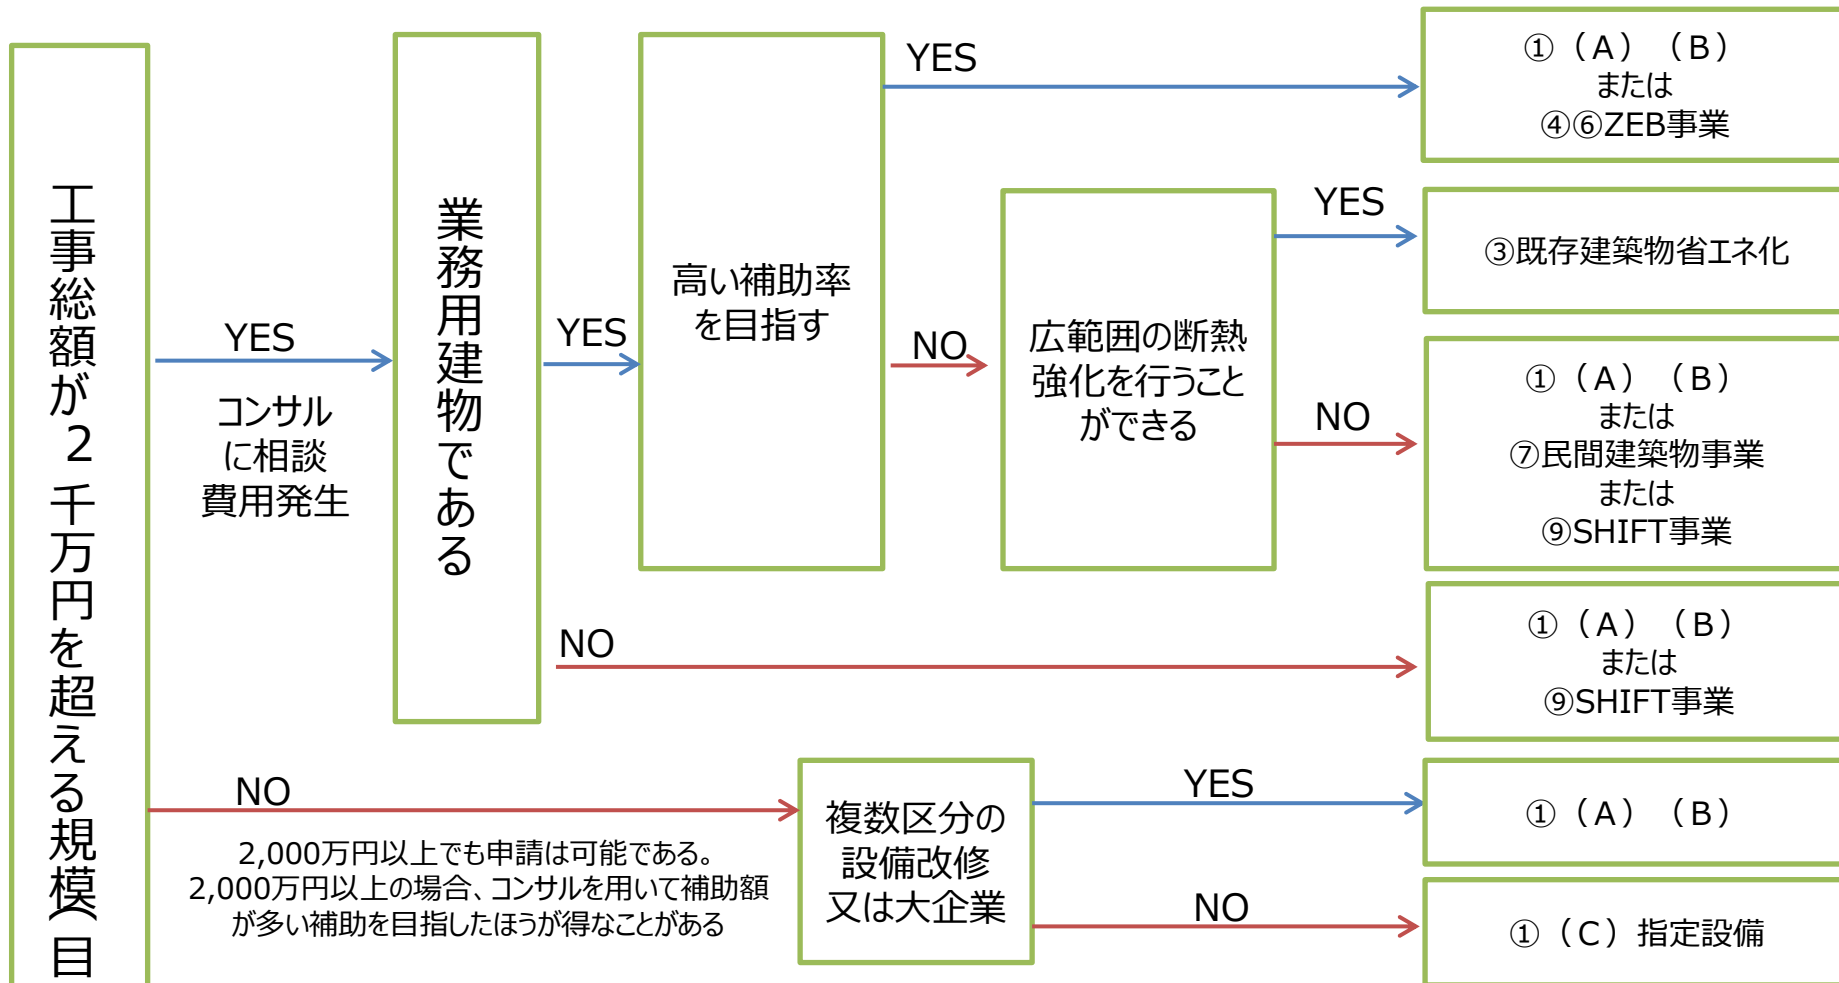 工事総額が２千万円を超える規模（目
YES
コンサル
に相談
費用発生
業務用建物である
YES
高い補助率
を目指す
YES
①（A）（B）
または
④⑥ZEB事業
NO
広範囲の断熱
強化を行うこと
ができる
YES
③既存建築物省エネ化
NO
①（A）（B）
または
⑦民間建築物事業
または
⑨SHIFT事業
NO
①（A）（B）
または
⑨SHIFT事業
NO
2,000万円以上でも申請は可能である。
2,000万円以上の場合、コンサルを用いて補助額
が多い補助を目指したほうが得なことがある
複数区分の
設備改修
又は大企業
YES
①（A）（B）
NO
①（C）指定設備